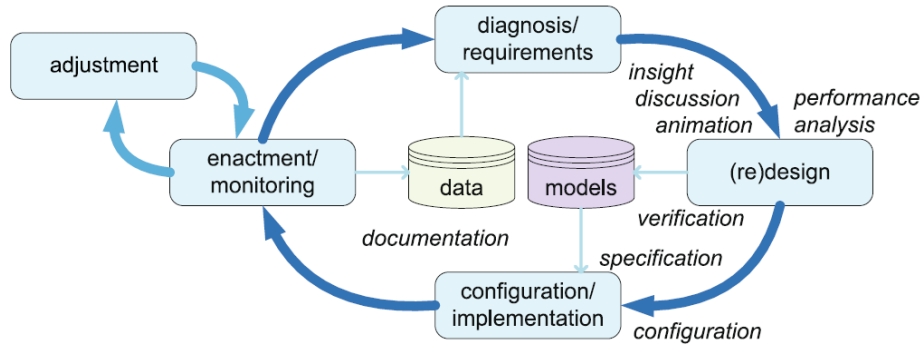 diagnosis/
requirements
adjustment
insight
discussion
animation
performance
analysis
enactment/
monitoring
data
models
(re)design
verification
documentation
specification
configuration/
implementation
configuration